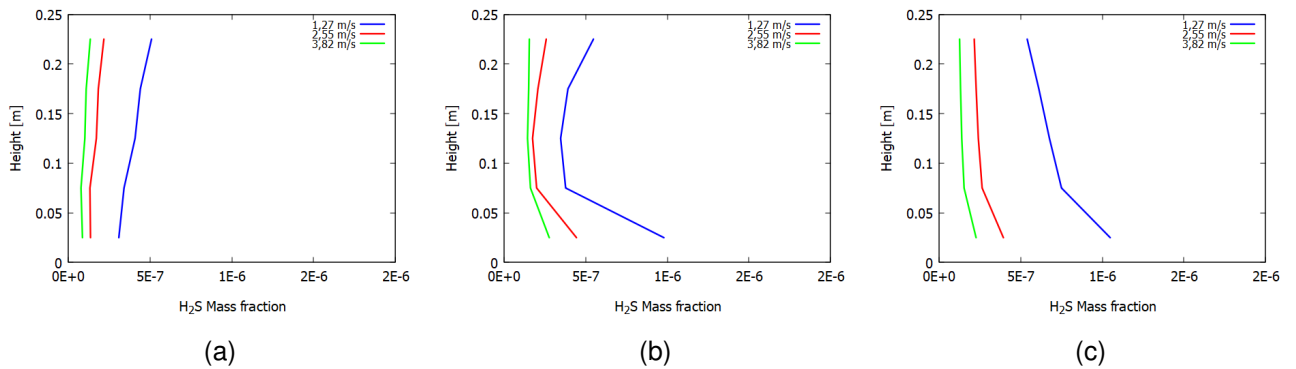 0.25
0.2
0.15
0.1
0.05
0
Height [m]
0E+0
5E-7
1E-6
2E-6
2E-6
H₂S Mass fraction
1,27 m/s
2,55 m/s
3,82 m/s
(a)
0.25
0.2
0.15
0.1
0.05
0
Height [m]
0E+0
5E-7
1E-6
2E-6
2E-6
H₂S Mass fraction
1,27 m/s
2,55 m/s
3,82 m/s
(b)
0.25
0.2
0.15
0.1
0.05
0
Height [m]
0E+0
5E-7
1E-6
2E-6
2E-6
H₂S Mass fraction
1,27 m/s
2,55 m/s
3,82 m/s
(c)